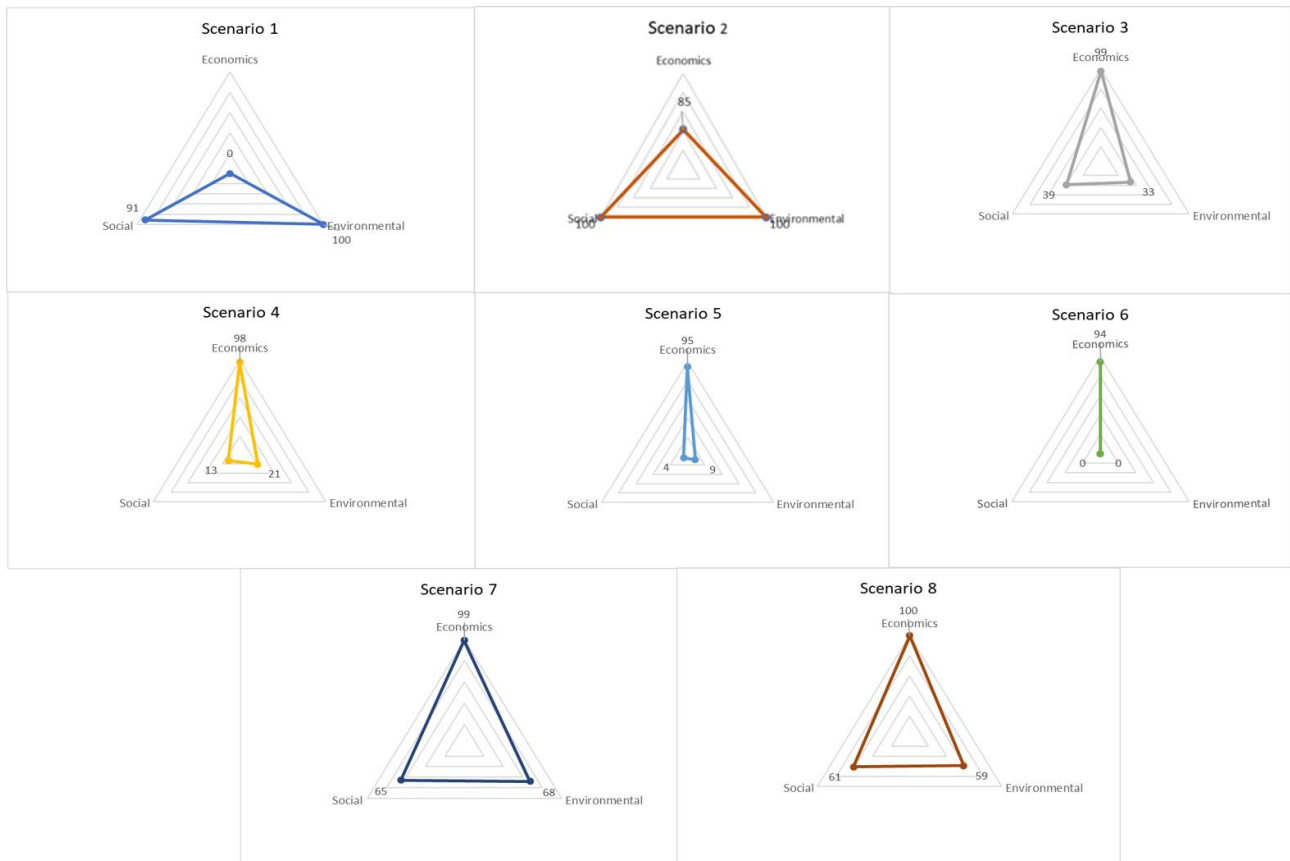 Scenario 1
Economics
0
91
Social
Environmental
100
Scenario 2
Economics
85
Social
100
Environmental
100
Scenario 3
99
Economics
39
33
Social
Environmental
Scenario 4
98
Economics
13
21
Social
Environmental
Scenario 5
95
Economics
4
9
Social
Environmental
Scenario 6
94
Economics
0
0
Social
Environmental
Scenario 7
99
Economics
65
68
Social
Environmental
Scenario 8
100
Economics
61
59
Social
Environmental